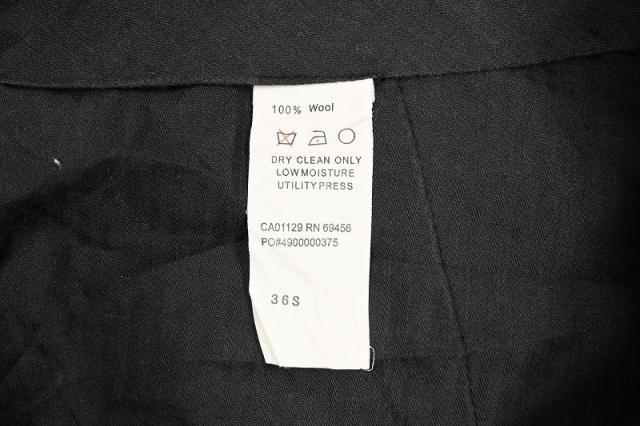 100% Wool
DRY CLEAN ONLY
LOW MOISTURE
UTILITY PRESS
CA01129 RN 69456
PO#4900000375
36S